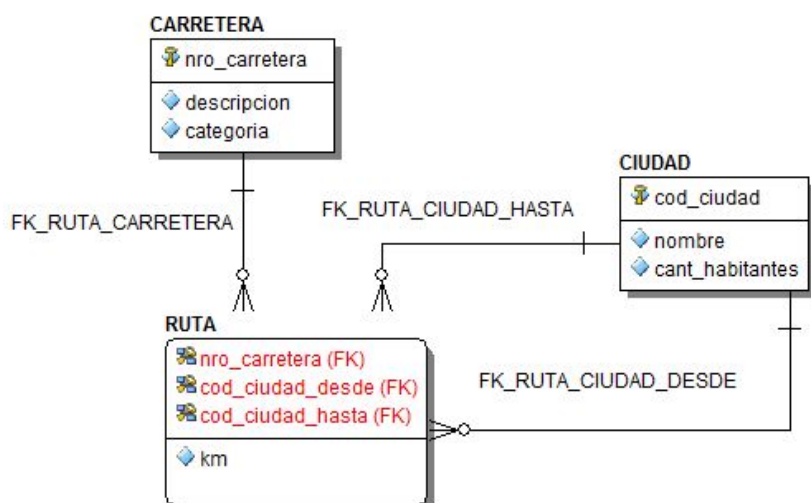 CARRETERA
nro_carretera
descripcion
categoria
FK_RUTA_CARRETERA
FK_RUTA_CIUDAD_HASTA
CIUDAD
cod_ciudad
nombre
cant_habitantes
RUTA
nro_carretera (FK)
cod_ciudad_desde (FK)
cod_ciudad_hasta (FK)
km
FK_RUTA_CIUDAD_DESDE